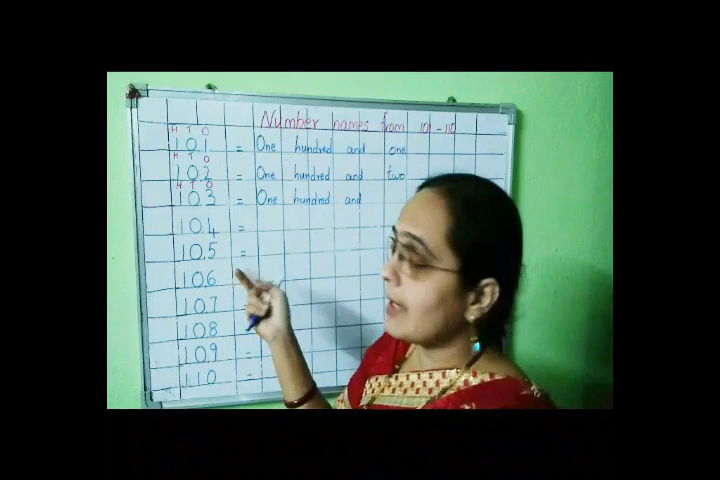 Number names from 101 - 110
H T O
101 = One hundred and one
H T O
102 = One hundred and two
H T O
103 = One hundred and
104 =
105 =
106
107
108 =
109 =
110 =